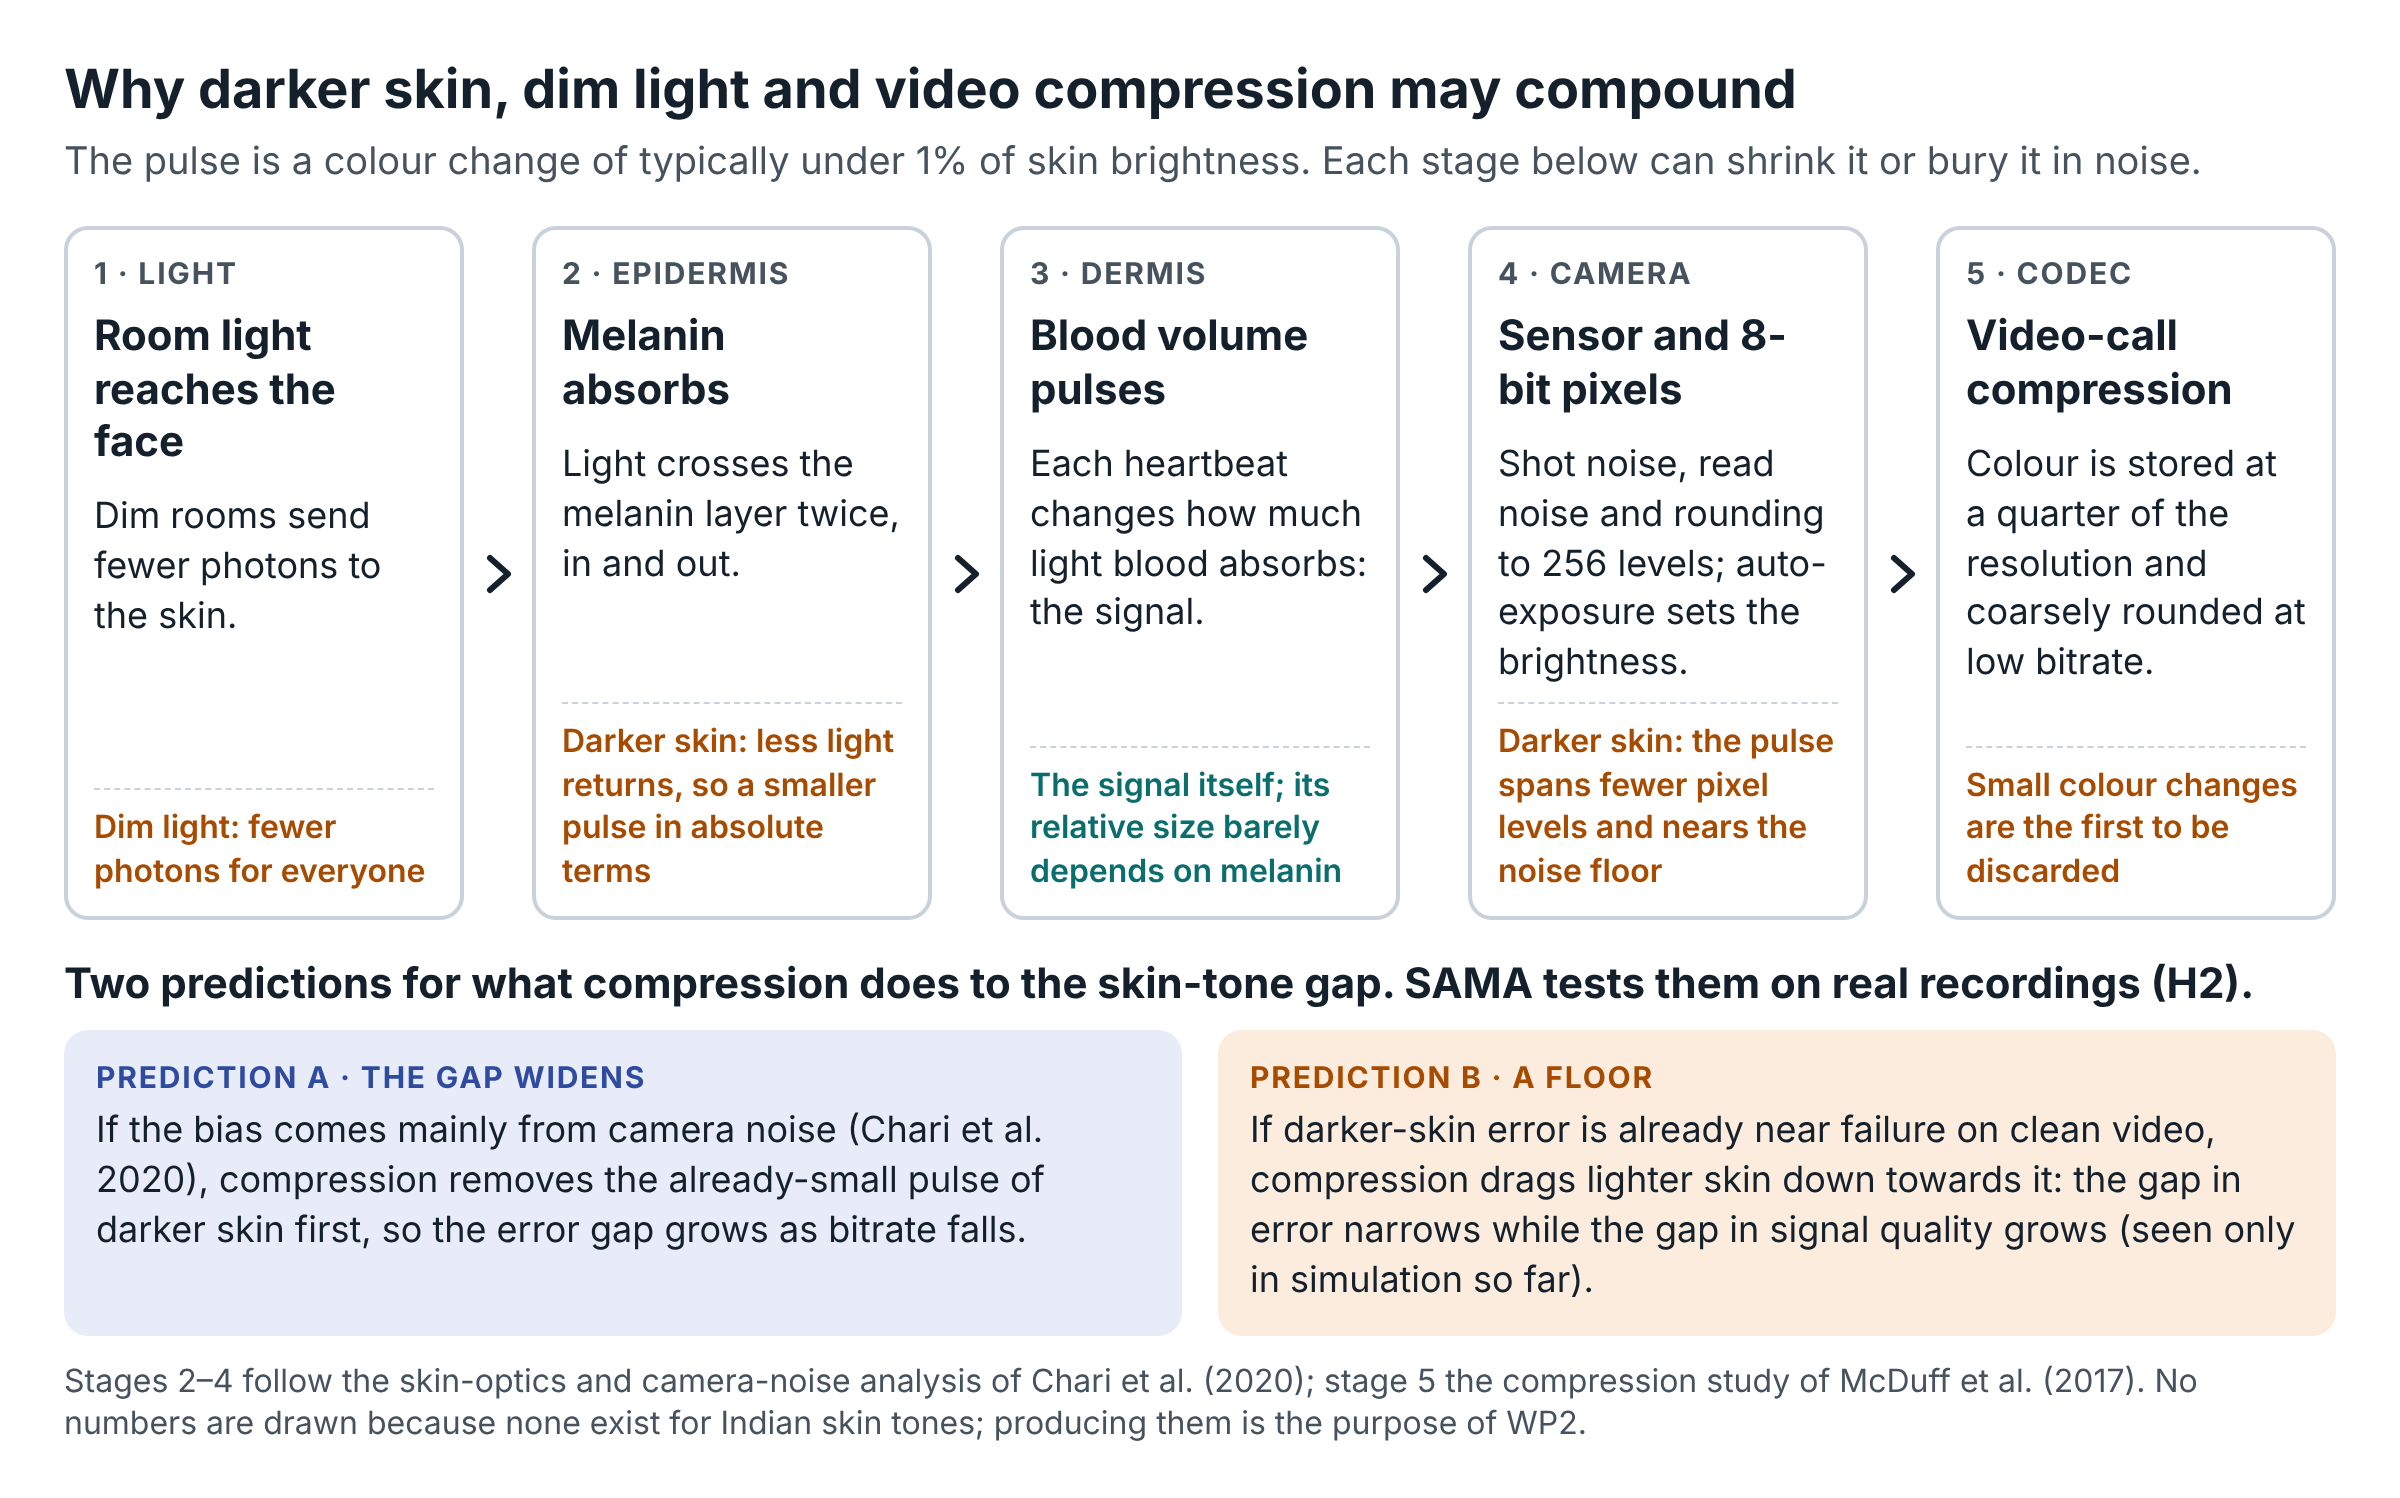 Why darker skin, dim light and video compression may compound
The pulse is a colour change of typically under 1% of skin brightness. Each stage below can shrink it or bury it in noise.
1 · LIGHT
Room light
reaches the
face
Dim rooms send
fewer photons to
the skin.
Dim light: fewer
photons for everyone
2 · EPIDERMIS
Melanin
absorbs
Light crosses the
melanin layer twice,
in and out.
Darker skin: less light
returns, so a smaller
pulse in absolute
terms
3 · DERMIS
Blood volume
pulses
Each heartbeat
changes how much
light blood absorbs:
the signal.
The signal itself; its
relative size barely
depends on melanin
4 · CAMERA
Sensor and 8-
bit pixels
Shot noise, read
noise and rounding
to 256 levels; auto-
exposure sets the
brightness.
Darker skin: the pulse
spans fewer pixel
levels and nears the
noise floor
5 · CODEC
Video-call
compression
Colour is stored at
a quarter of the
resolution and
coarsely rounded at
low bitrate.
Small colour changes
are the first to be
discarded
Two predictions for what compression does to the skin-tone gap. SAMA tests them on real recordings (H2).
PREDICTION A · THE GAP WIDENS
If the bias comes mainly from camera noise (Chari et al.
2020), compression removes the already-small pulse of
darker skin first, so the error gap grows as bitrate falls.
PREDICTION B · A FLOOR
If darker-skin error is already near failure on clean video,
compression drags lighter skin down towards it: the gap in
error narrows while the gap in signal quality grows (seen only
in simulation so far).
Stages 2–4 follow the skin-optics and camera-noise analysis of Chari et al. (2020); stage 5 the compression study of McDuff et al. (2017). No
numbers are drawn because none exist for Indian skin tones; producing them is the purpose of WP2.